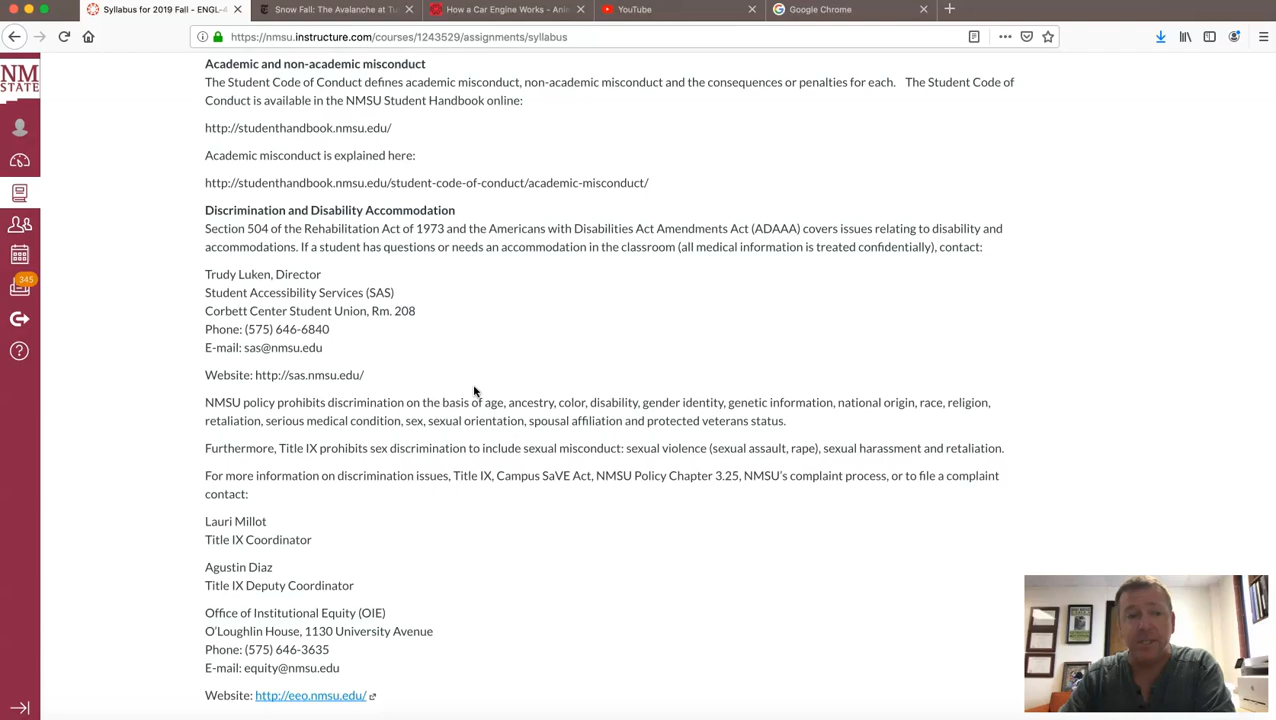 Syllabus for 2019 Fall - ENGL-4
Snow Fall: The Avalanche at Tu
How a Car Engine Works - Anim
YouTube
Google Chrome
https://nmsu.instructure.com/courses/1243529/assignments/syllabus
NM
STATE
345
Academic and non-academic misconduct
The Student Code of Conduct defines academic misconduct, non-academic misconduct and the consequences or penalties for each. The Student Code of
Conduct is available in the NMSU Student Handbook online:
http://studenthandbook.nmsu.edu/
Academic misconduct is explained here:
http://studenthandbook.nmsu.edu/student-code-of-conduct/academic-misconduct/
Discrimination and Disability Accommodation
Section 504 of the Rehabilitation Act of 1973 and the Americans with Disabilities Act Amendments Act (ADAAA) covers issues relating to disability and
accommodations. If a student has questions or needs an accommodation in the classroom (all medical information is treated confidentially), contact:
Trudy Luken, Director
Student Accessibility Services (SAS)
Corbett Center Student Union, Rm. 208
Phone: (575) 646-6840
E-mail: sas@nmsu.edu
Website: http://sas.nmsu.edu/
NMSU policy prohibits discrimination on the basis of age, ancestry, color, disability, gender identity, genetic information, national origin, race, religion,
retaliation, serious medical condition, sex, sexual orientation, spousal affiliation and protected veterans status.
Furthermore, Title IX prohibits sex discrimination to include sexual misconduct: sexual violence (sexual assault, rape), sexual harassment and retaliation.
For more information on discrimination issues, Title IX, Campus SaVE Act, NMSU Policy Chapter 3.25, NMSU's complaint process, or to file a complaint
contact:
Lauri Millot
Title IX Coordinator
Agustin Diaz
Title IX Deputy Coordinator
Office of Institutional Equity (OIE)
O'Loughlin House, 1130 University Avenue
Phone: (575) 646-3635
E-mail: equity@nmsu.edu
Website: http://eeo.nmsu.edu/